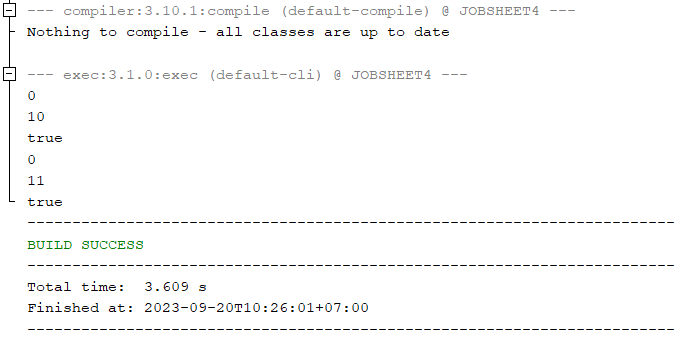 --- compiler:3.10.1:compile (default-compile) @ JOBSHEET4 ---
Nothing to compile - all classes are up to date
--- exec:3.1.0:exec (default-cli) @ JOBSHEET4 ---
0
10
true
0
11
true
------------------------------------------------------------------------
BUILD SUCCESS
------------------------------------------------------------------------
Total time:  3.609 s
Finished at: 2023-09-20T10:26:01+07:00
------------------------------------------------------------------------